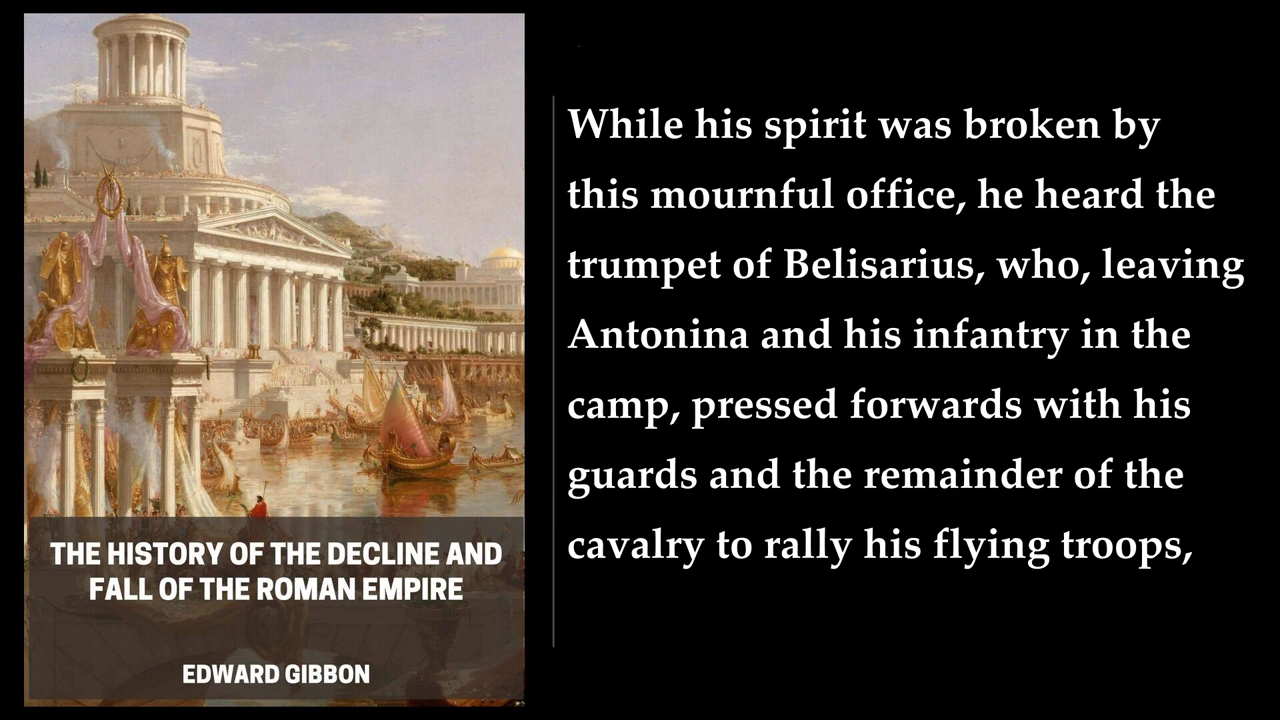 THE HISTORY OF THE DECLINE AND
FALL OF THE ROMAN EMPIRE
EDWARD GIBBON
While his spirit was broken by
this mournful office, he heard the
trumpet of Belisarius, who, leaving
Antonina and his infantry in the
camp, pressed forwards with his
guards and the remainder of the
cavalry to rally his flying troops,